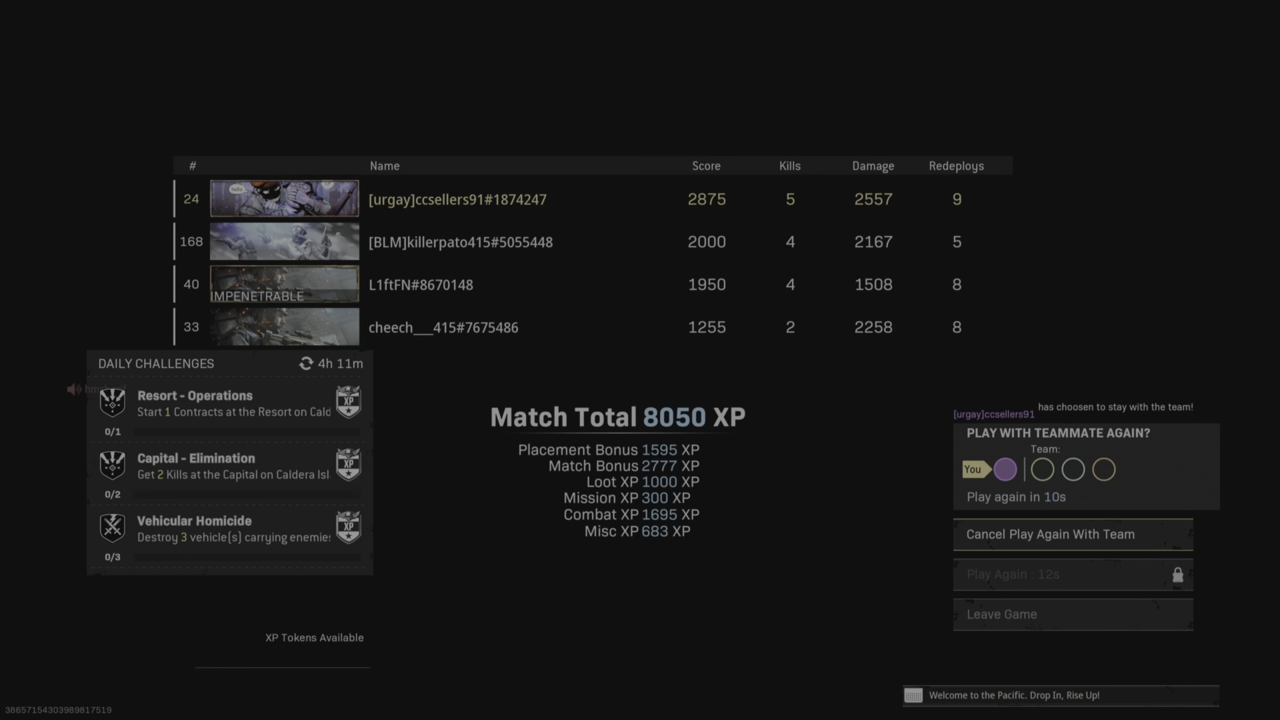 # Name Score Kills Damage Redeploys
24 [urgay]ccsellers91#1874247 2875 5 2557 9
168 [BLM]killerpato415#5055448 2000 4 2167 5
40 IMPENETRABLE L1ftFN#8670148 1950 4 1508 8
33 cheech___415#7675486 1255 2 2258 8
DAILY CHALLENGES 4h 11m
Resort - Operations
Start 1 Contracts at the Resort on Cald
XP
0/1
Capital - Elimination
Get 2 Kills at the Capital on Caldera Isl
XP
0/2
Vehicular Homicide
Destroy 3 vehicle(s) carrying enemies
XP
0/3
XP Tokens Available
Match Total 8050 XP
Placement Bonus 1595 XP
Match Bonus 2777 XP
Loot XP 1000 XP
Mission XP 300 XP
Combat XP 1695 XP
Misc XP 683 XP
[urgay]ccsellers91 has choosen to stay with the team!
PLAY WITH TEAMMATE AGAIN?
Team:
You
Play again in 10s
Cancel Play Again With Team
Play Again : 12s
Leave Game
Welcome to the Pacific. Drop In, Rise Up!
38657154303989817519